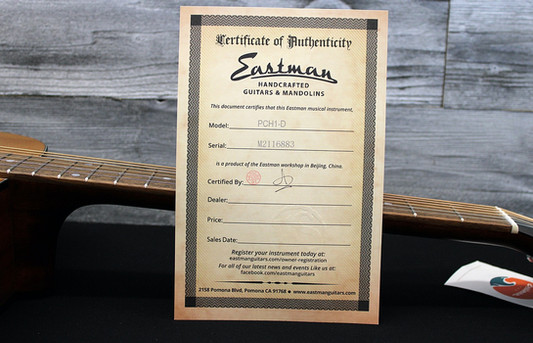 Certificate of Authenticity
Eastman
HANDCRAFTED
GUITARS & MANDOLINS
This document certifies that this Eastman musical instrument,
Model: PCH1-D
Serial: M2116883
is a product of the Eastman workshop in Beijing, China.
Certified By:
Dealer:
Price:
Sales Date:
Register your instrument today at:
eastmanguitars.com/owner-registration
For all of our latest news and events Like us at:
facebook.com/eastmanguitars
2158 Pomona Blvd, Pomona CA 91768 ■ www.eastmanguitars.com